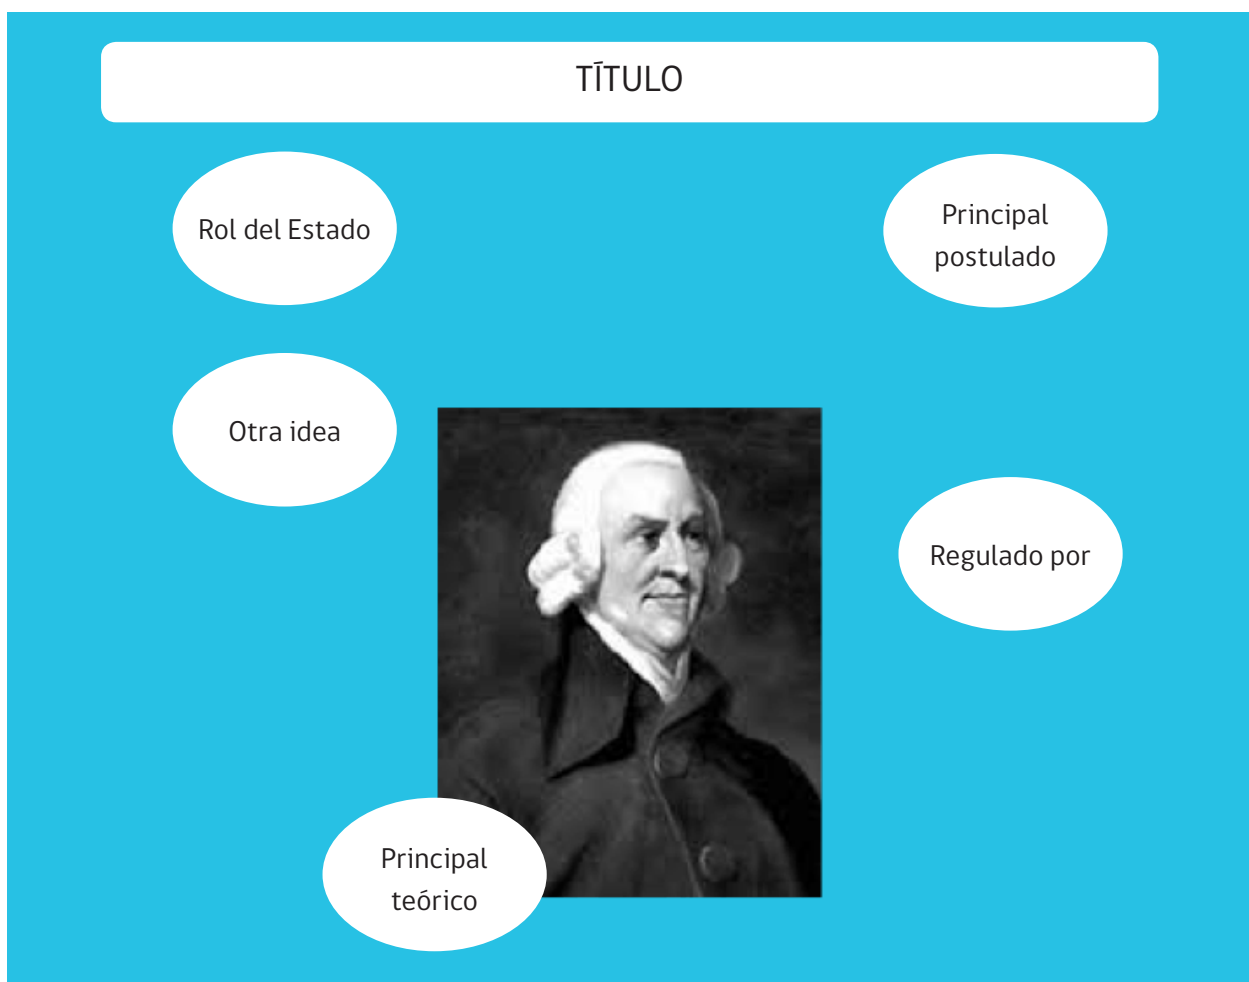 TÍTULO
Rol del Estado
Principal
postulado
Otra idea
Regulado por
Principal
teórico